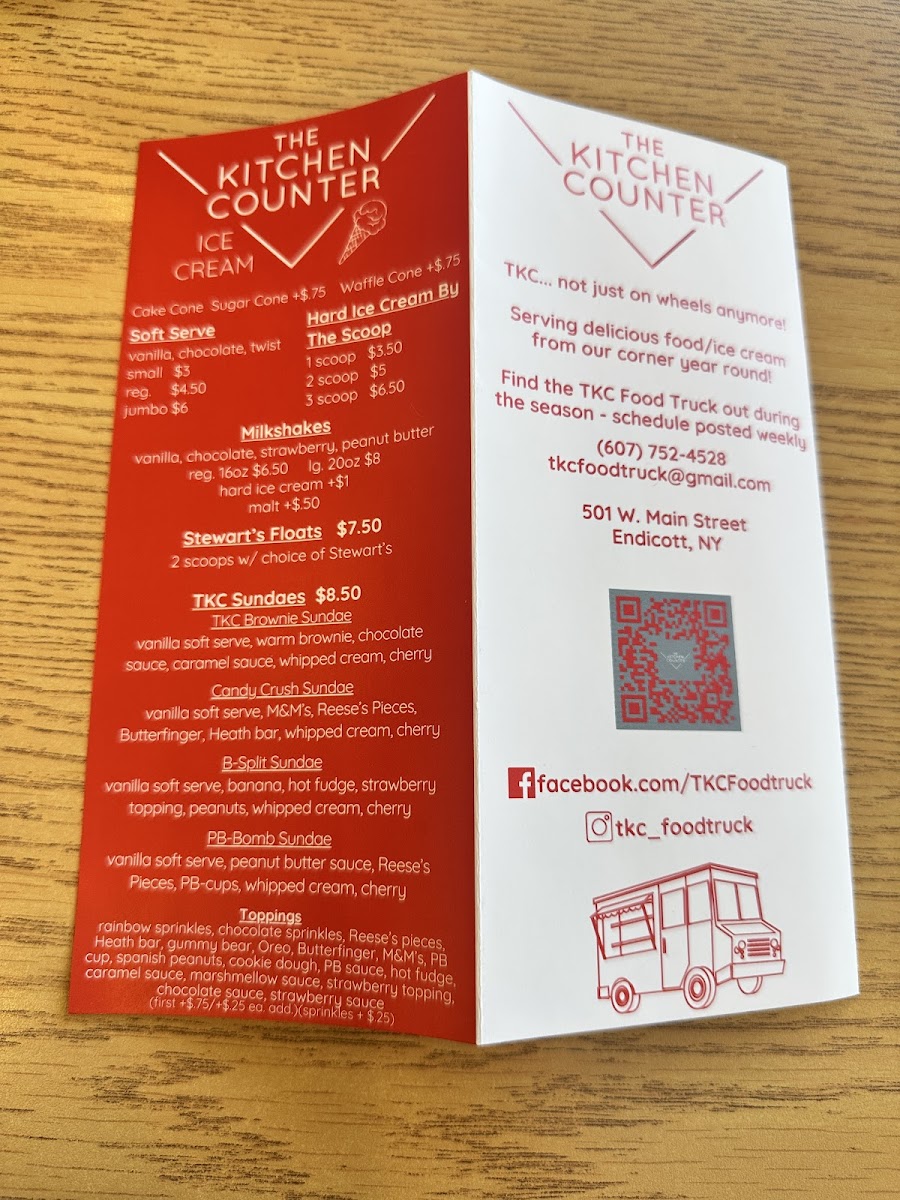 THE
KITCHEN
COUNTER
ICE
CREAM
Cake Cone Sugar Cone +$.75 Waffle Cone +$.75
Soft Serve
vanilla, chocolate, twist
small $3
reg. $4.50
jumbo $6
Hard Ice Cream By
The Scoop
1 scoop $3.50
2 scoop $5
3 scoop $6.50
Milkshakes
vanilla, chocolate, strawberry, peanut butter
reg. 16oz $6.50 lg. 20oz $8
hard ice cream +$1
malt +$.50
Stewart's Floats $7.50
2 scoops w/ choice of Stewart's
TKC Sundaes $8.50
TKC Brownie Sundae
vanilla soft serve, warm brownie, chocolate
sauce, caramel sauce, whipped cream, cherry
Candy Crush Sundae
vanilla soft serve, M&M's, Reese's Pieces,
Butterfinger, Heath bar, whipped cream, cherry
B-Split Sundae
vanilla soft serve, banana, hot fudge, strawberry
topping, peanuts, whipped cream, cherry
PB-Bomb Sundae
vanilla soft serve, peanut butter sauce, Reese's
Pieces, PB-cups, whipped cream, cherry
Toppings
rainbow sprinkles, chocolate sprinkles, Reese's pieces,
Heath bar, gummy bear, Oreo, Butterfinger, M&M's, PB
cup, spanish peanuts, cookie dough, PB sauce, hot fudge,
caramel sauce, marshmellow sauce, strawberry topping,
chocolate sauce, strawberry sauce
(first +$.75/+$.25 ea. add.)(sprinkles + $.25)
THE
KITCHEN
COUNTER
TKC... not just on wheels anymore!
Serving delicious food/ice cream
from our corner year round!
Find the TKC Food Truck out during
the season - schedule posted weekly
(607) 752-4528
tkcfoodtruck@gmail.com
501 W. Main Street
Endicott, NY
THE
KITCHEN
COUNTER
facebook.com/TKCFoodtruck
tkc_foodtruck